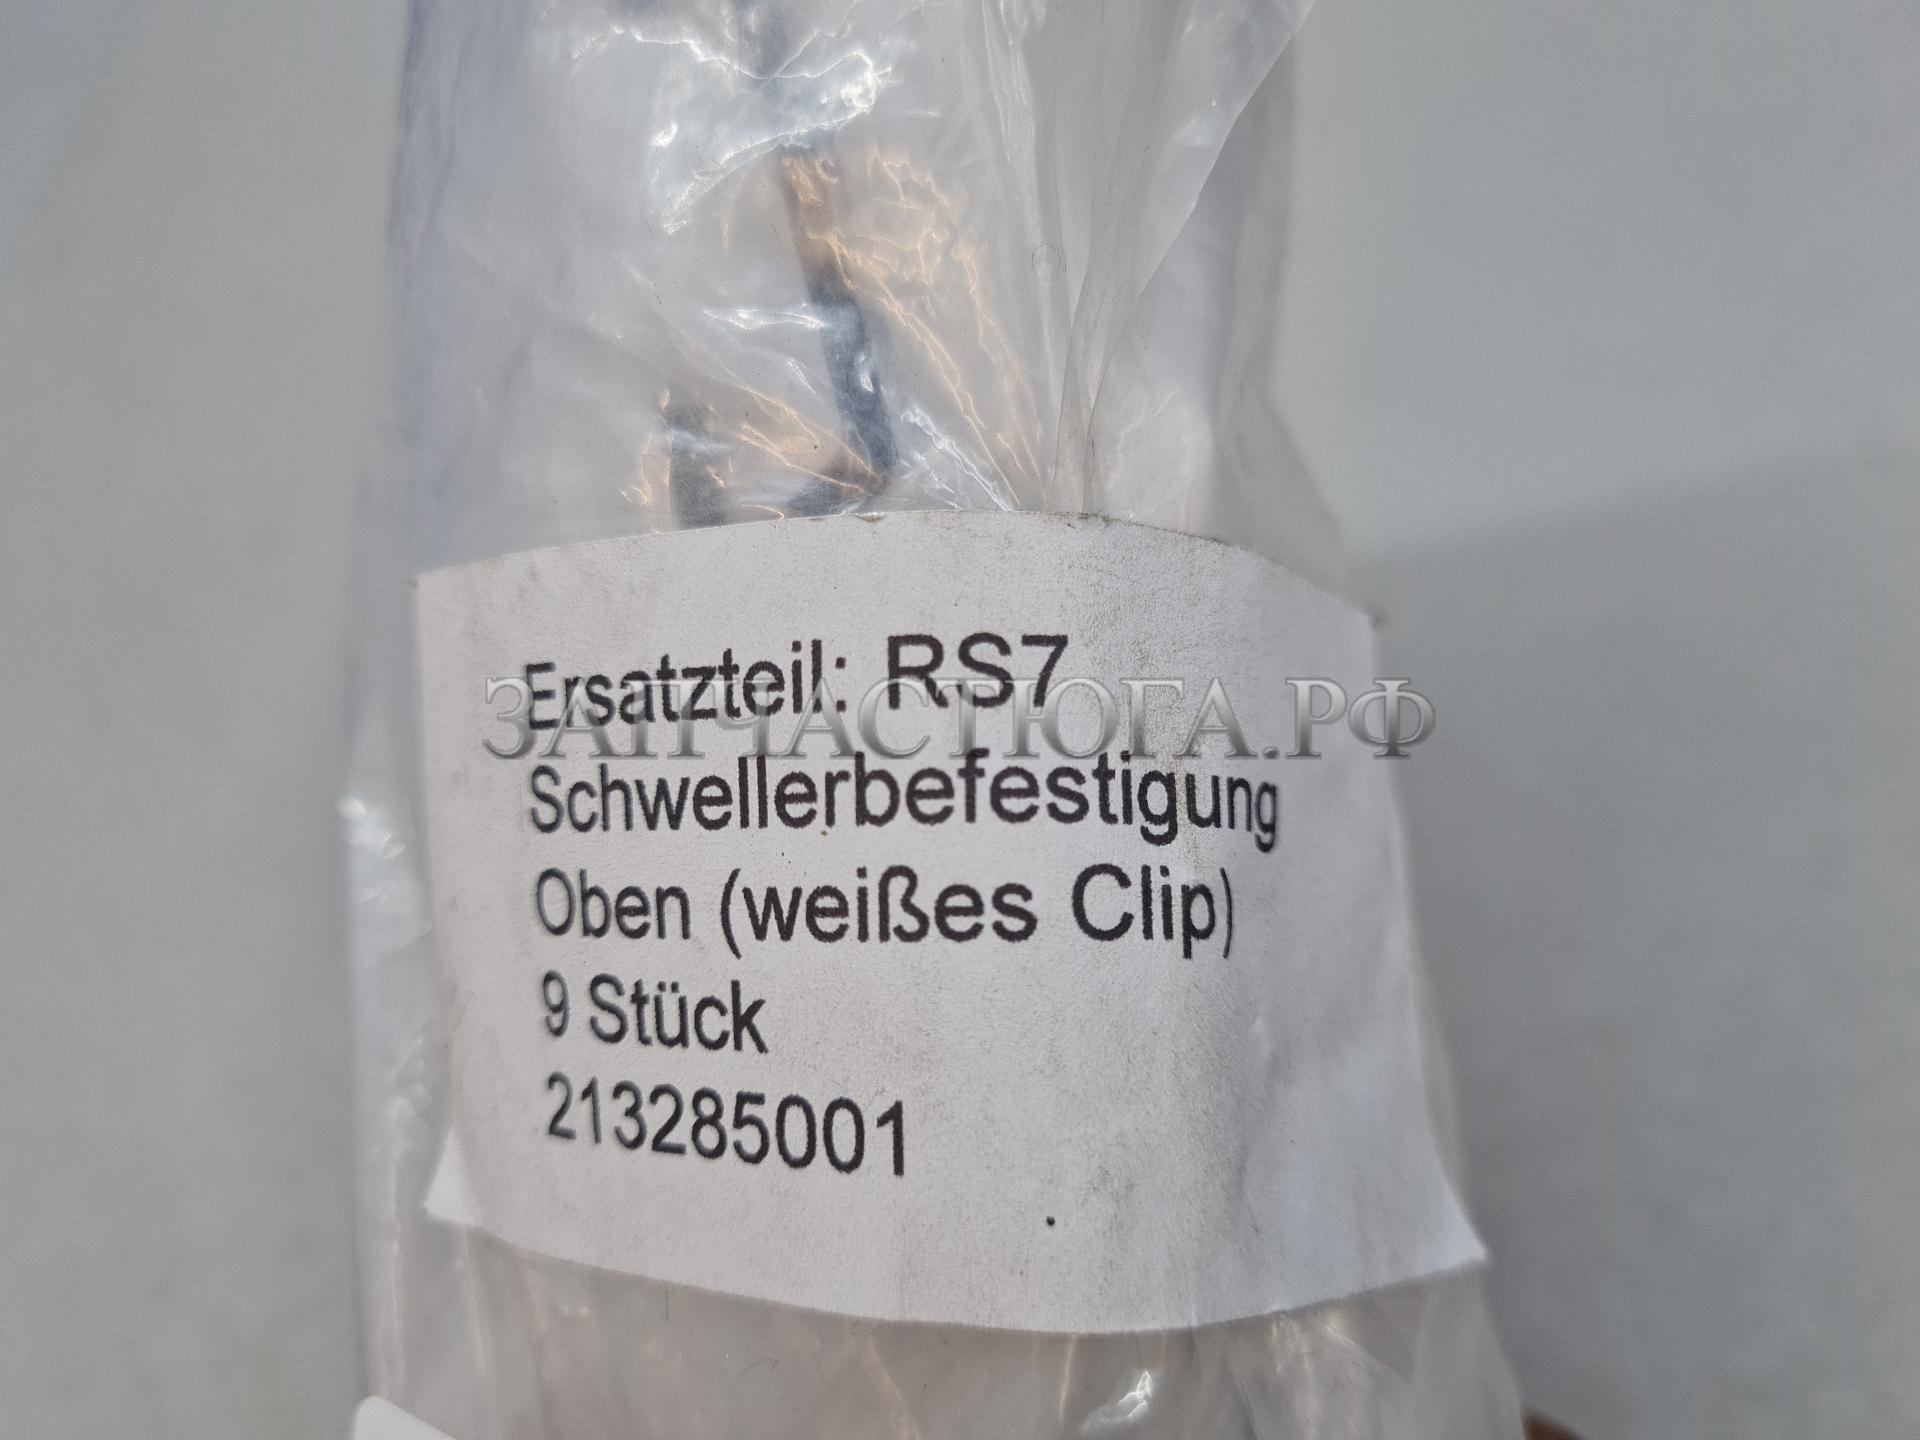 Ersatzteil: RS7
ЗАПЧАСТЮГА.РФ
Schwellerbefestigung
Oben (weißes Clip)
9 Stück
213285001